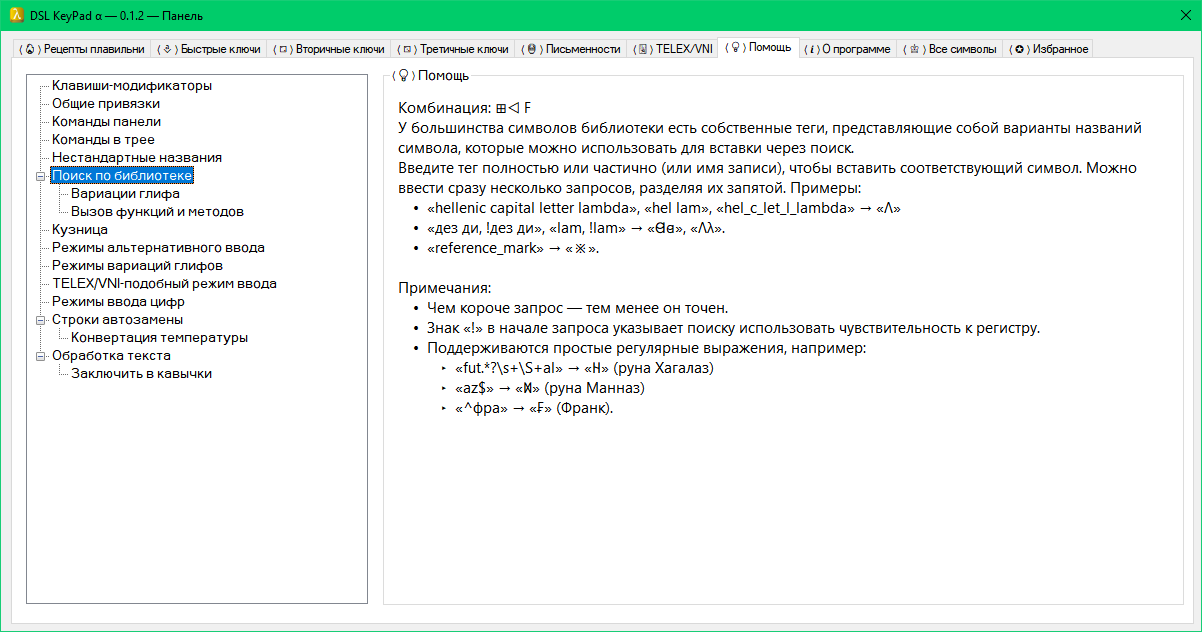 DSL KeyPad α — 0.1.2 — Панель
Рецепты плавильни
Быстрые ключи
Вторичные ключи
Третичные ключи
Письменности
TELEX/VNI
Помощь
О программе
Все символы
Избранное
Клавиши-модификаторы
Общие привязки
Команды панели
Команды в трее
Нестандартные названия
Поиск по библиотеке
Вариации глифа
Вызов функций и методов
Кузница
Режимы альтернативного ввода
Режимы вариаций глифов
TELEX/VNI-подобный режим ввода
Режимы ввода цифр
Строки автозамены
Конвертация температуры
Обработка текста
Заключить в кавычки
Помощь
Комбинация: ⊞ᐊ F
У большинства символов библиотеки есть собственные теги, представляющие собой варианты названий
символа, которые можно использовать для вставки через поиск.
Введите тег полностью или частично (или имя записи), чтобы вставить соответствующий символ. Можно
ввести сразу несколько запросов, разделяя их запятой. Примеры:
• «hellenic capital letter lambda», «hel lam», «hel_c_let_l_lambda» → «Λ»
• «дез ди, !дез ди», «lam, !lam» → «», «Λλ».
• «reference_mark» → «※».
Примечания:
• Чем короче запрос — тем менее он точен.
• Знак «!» в начале запроса указывает поиску использовать чувствительность к регистру.
• Поддерживаются простые регулярные выражения, например:
‣ «fut.*?\s+\S+al» → «ᚺ» (руна Хагалаз)
‣ «az$» → «ᛗ» (руна Манназ)
‣ «^фра» → «₣» (Франк).